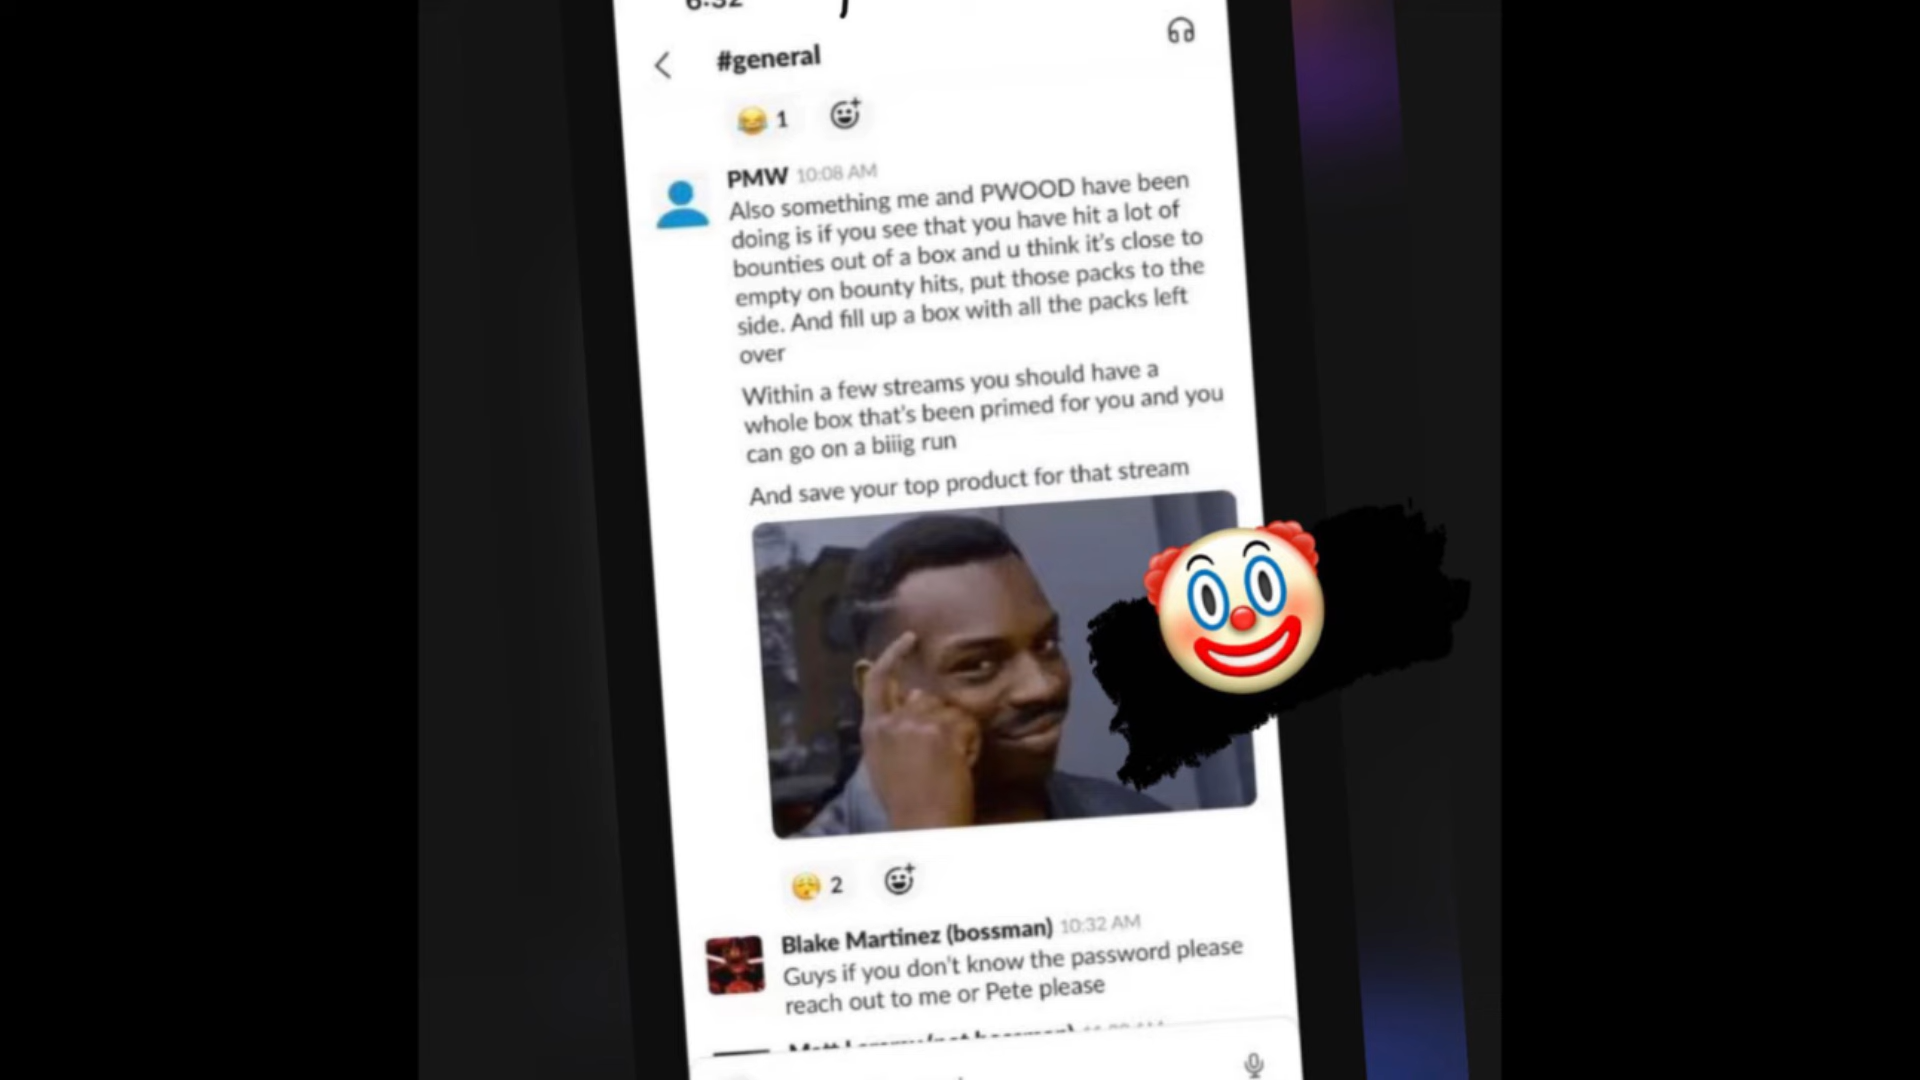 6:32
#general
1
PMW 10:08 AM
Also something me and PWOOD have been
doing is if you see that you have hit a lot of
bounties out of a box and u think it's close to
empty on bounty hits, put those packs to the
side. And fill up a box with all the packs left
over
Within a few streams you should have a
whole box that's been primed for you and you
can go on a biiig run
And save your top product for that stream
2
Blake Martinez (bossman) 10:32 AM
Guys if you don't know the password please
reach out to me or Pete please